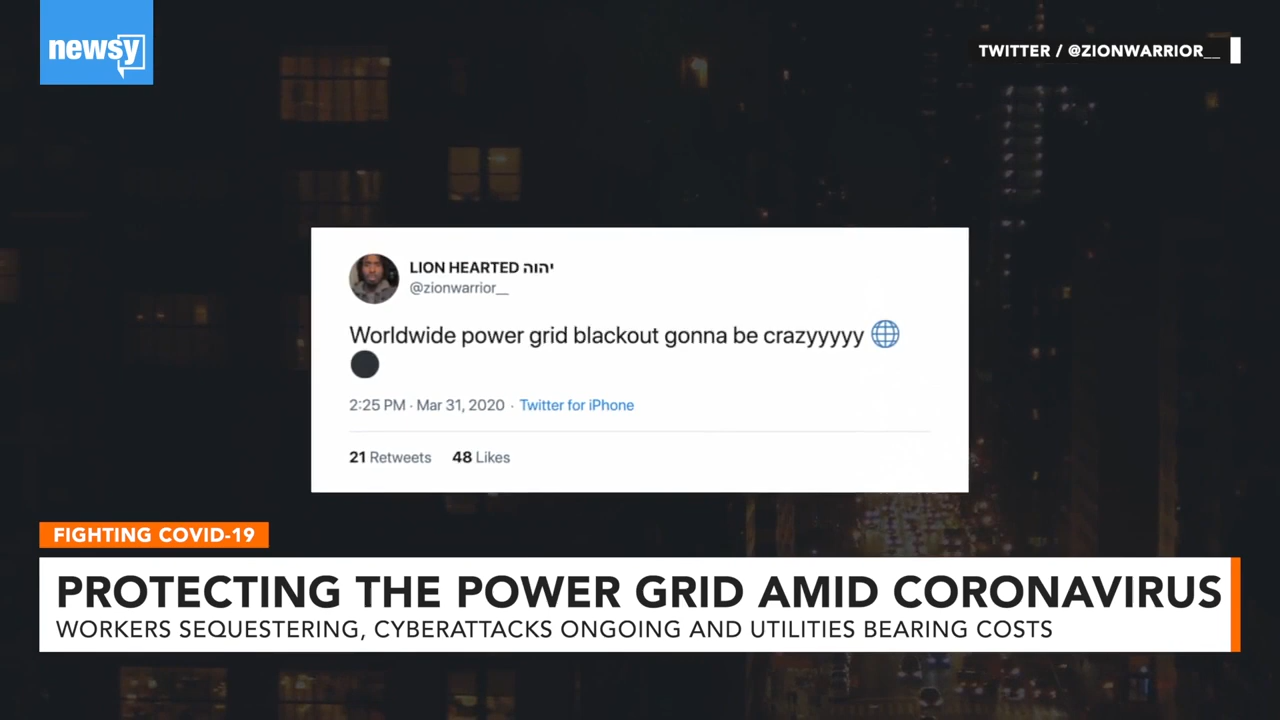 newsy
TWITTER / @ZIONWARRIOR__
LION HEARTED יהוה
@zionwarrior__
Worldwide power grid blackout gonna be crazyyyyy 🌐
⚫
2:25 PM · Mar 31, 2020 · Twitter for iPhone
21 Retweets 48 Likes
FIGHTING COVID-19
PROTECTING THE POWER GRID AMID CORONAVIRUS
WORKERS SEQUESTERING, CYBERATTACKS ONGOING AND UTILITIES BEARING COSTS